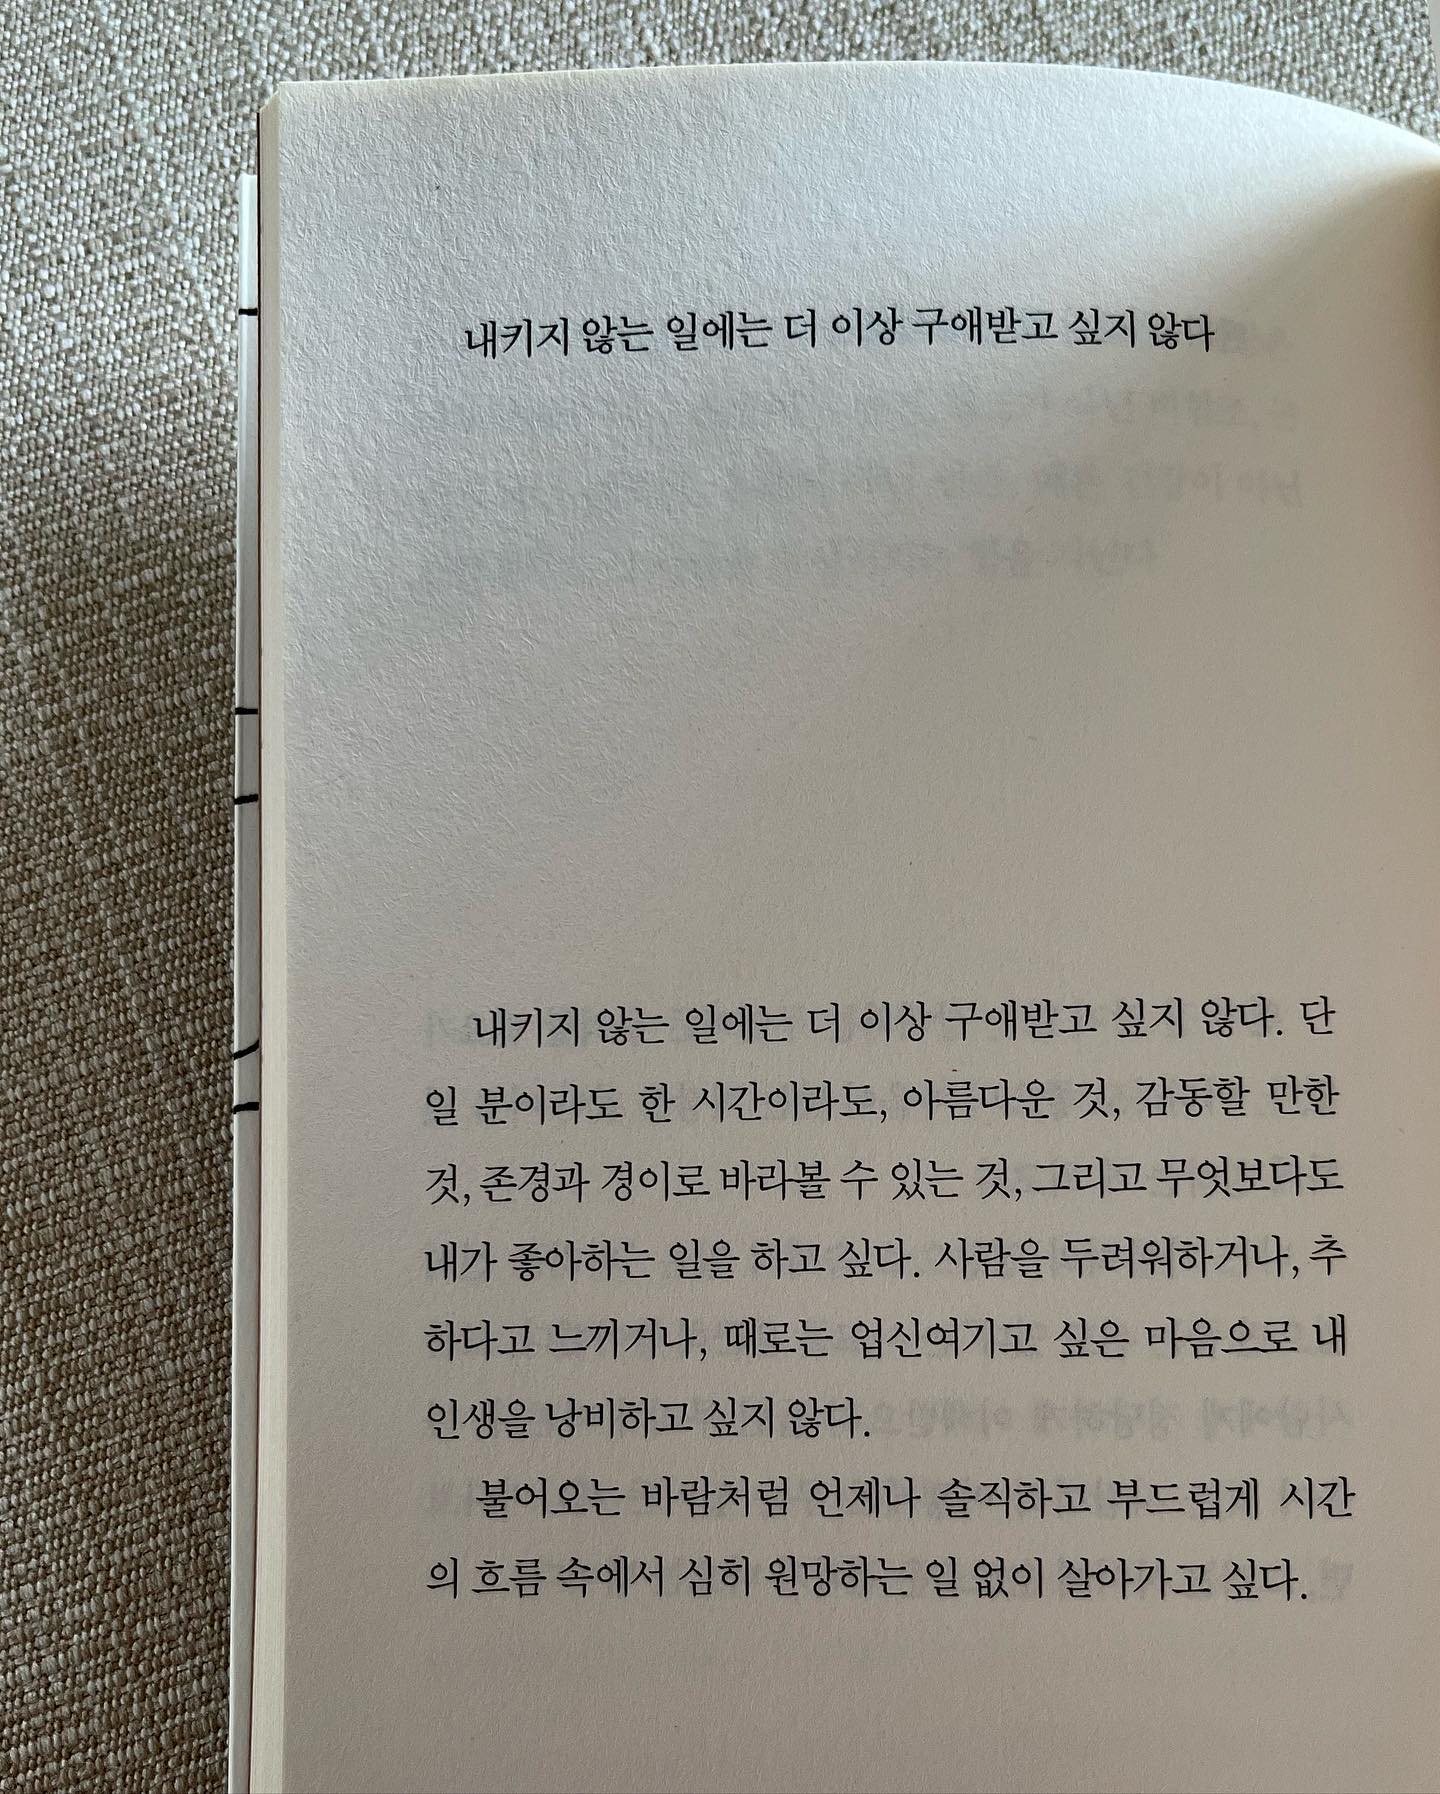 내키지 않는 일에는 더 이상 구애받고 싶지 않다
내키지 않는 일에는 더 이상 구애받고 싶지 않다. 단
일 분이라도 한 시간이라도, 아름다운 것, 감동할 만한
것, 존경과 경이로 바라볼 수 있는 것, 그리고 무엇보다도
내가 좋아하는 일을 하고 싶다. 사람을 두려워하거나, 추
하다고 느끼거나, 때로는 업신여기고 싶은 마음으로 내
인생을 낭비하고 싶지 않다.
불어오는 바람처럼 언제나 솔직하고 부드럽게 시간
의 흐름 속에서 심히 원망하는 일 없이 살아가고 싶다.